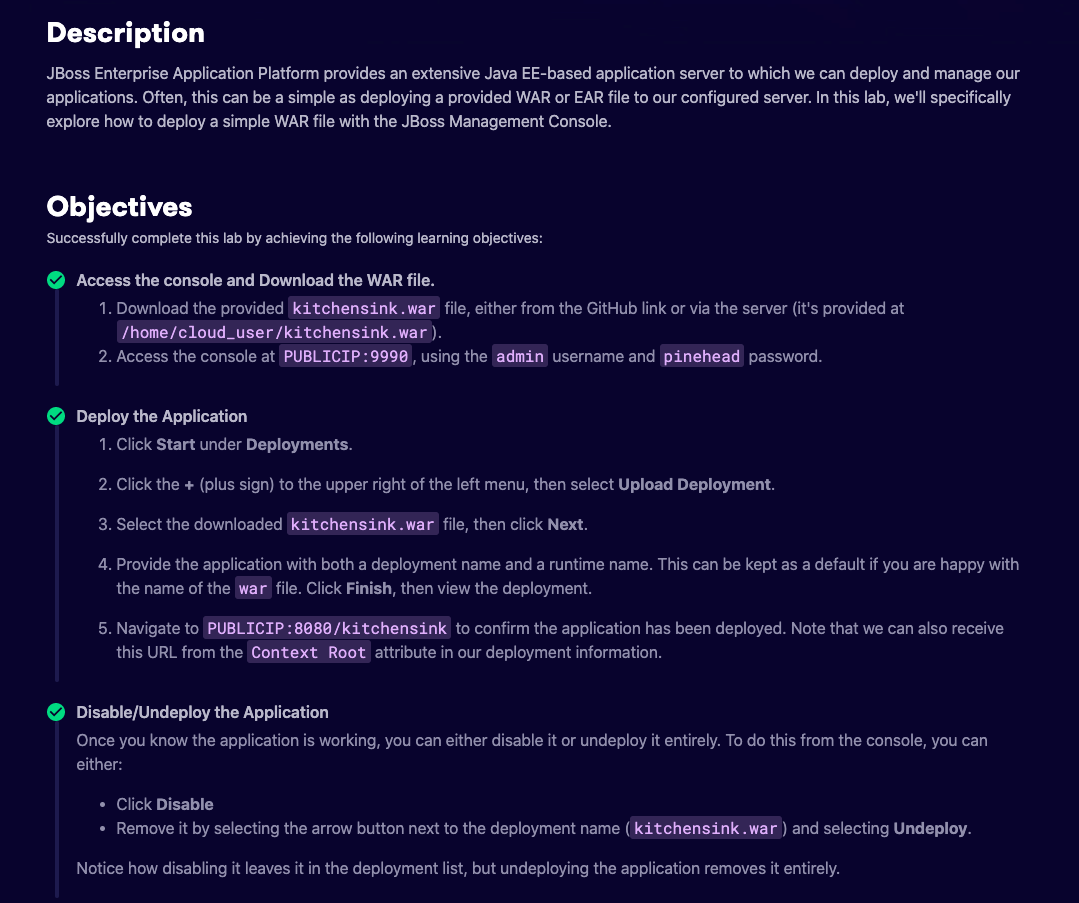 Description
JBoss Enterprise Application Platform provides an extensive Java EE-based application server to which we can deploy and manage our
applications. Often, this can be a simple as deploying a provided WAR or EAR file to our configured server. In this lab, we'll specifically
explore how to deploy a simple WAR file with the JBoss Management Console.
Objectives
Successfully complete this lab by achieving the following learning objectives:
Access the console and Download the WAR file.
1. Download the provided kitchensink.war file, either from the GitHub link or via the server (it's provided at
/home/cloud_user/kitchensink.war).
2. Access the console at PUBLICIP:9990, using the admin username and pinehead password.
Deploy the Application
1. Click Start under Deployments.
2. Click the + (plus sign) to the upper right of the left menu, then select Upload Deployment.
3. Select the downloaded kitchensink.war file, then click Next.
4. Provide the application with both a deployment name and a runtime name. This can be kept as a default if you are happy with
the name of the war file. Click Finish, then view the deployment.
5. Navigate to PUBLICIP:8080/kitchensink to confirm the application has been deployed. Note that we can also receive
this URL from the Context Root attribute in our deployment information.
Disable/Undeploy the Application
Once you know the application is working, you can either disable it or undeploy it entirely. To do this from the console, you can
either:
• Click Disable
• Remove it by selecting the arrow button next to the deployment name (kitchensink.war) and selecting Undeploy.
Notice how disabling it leaves it in the deployment list, but undeploying the application removes it entirely.